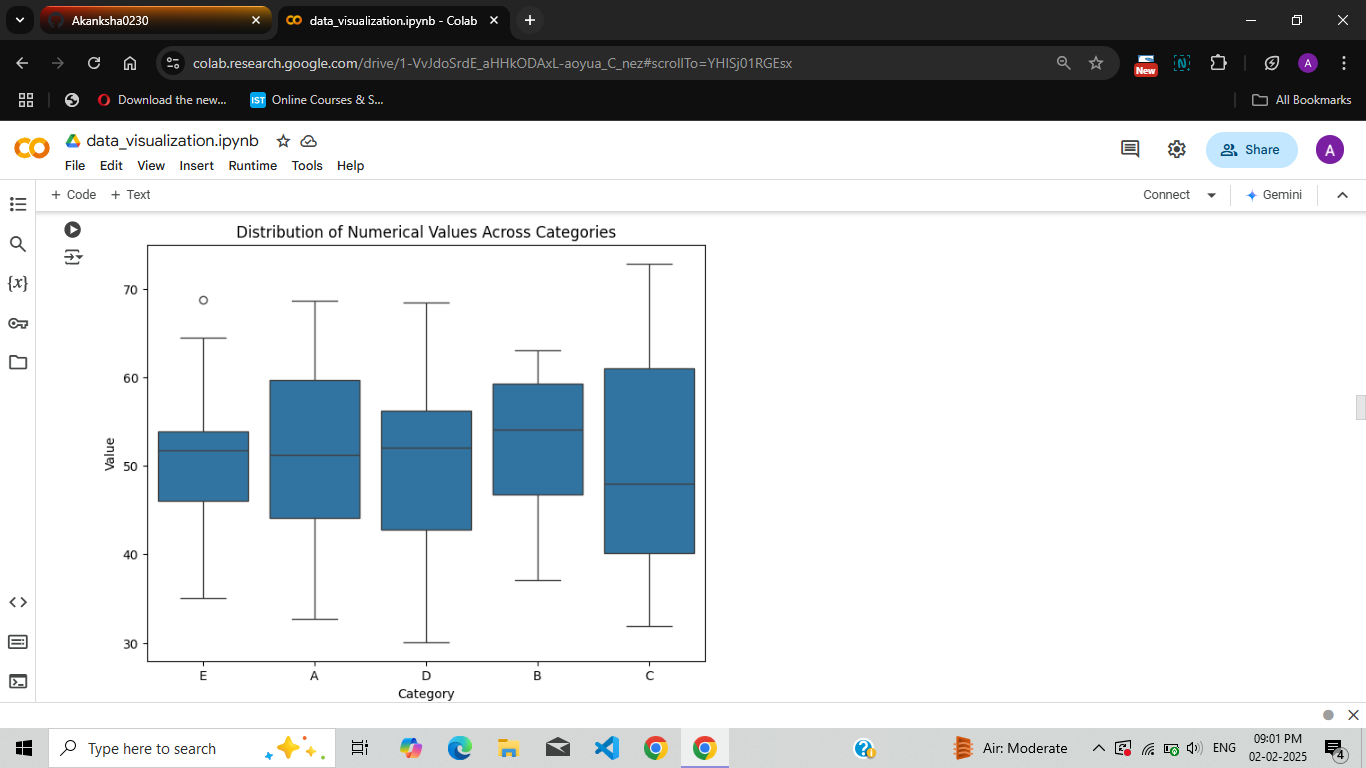 Akanksha0230
data_visualization.ipynb - Colab
colab.research.google.com/drive/1-VvJdoSrdE_aHHkODAxL-aoyua_C_nez#scrollTo=YHISj01RGEsx
New
N
A
Download the new...
IST
Online Courses & S...
All Bookmarks
data_visualization.ipynb
File Edit View Insert Runtime Tools Help
Share
A
+ Code + Text
Connect
Gemini
{x}
Distribution of Numerical Values Across Categories
70
60
50
40
30
Value
E A D B C
Category
Type here to search
Air: Moderate
ENG
09:01 PM
02-02-2025
4